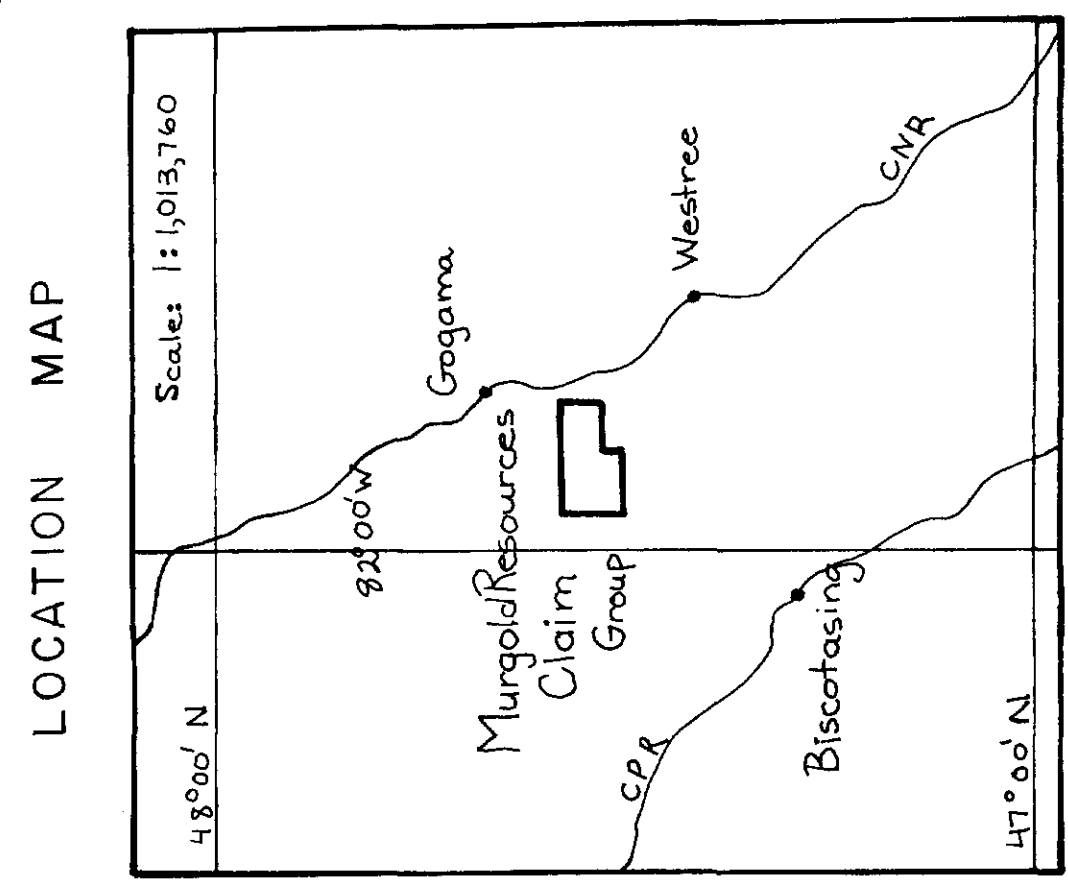 LOCATION MAP
Scale: 1:1,013,760
48°00' N
82°00'W
Gogama
Murgold Resources
Claim
Group
Westree
CPR
Biscotasing
CNR
47°00' N